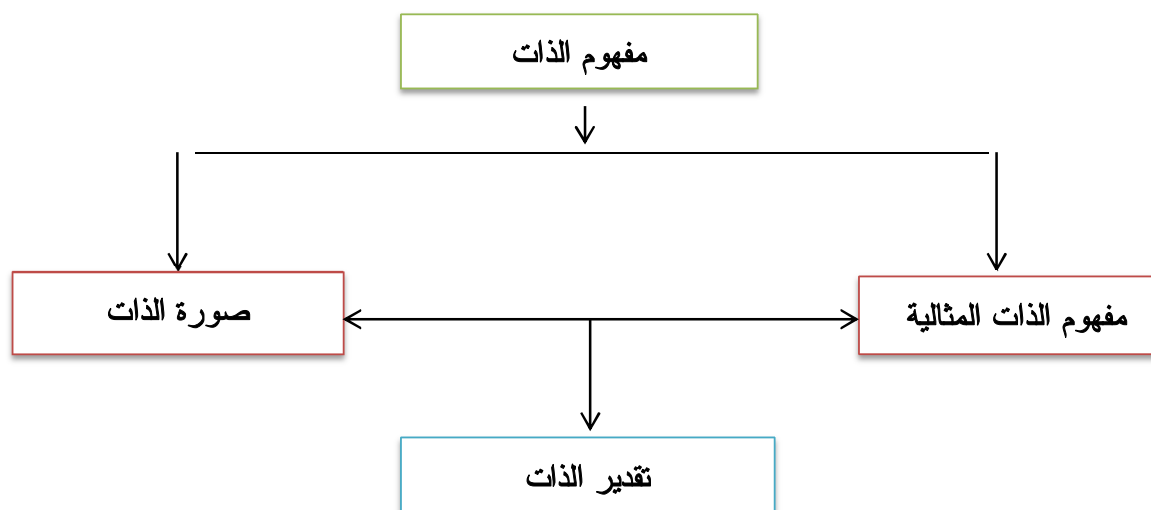 مفهوم الذات
مفهوم الذات المثالية
صورة الذات
تقدير الذات